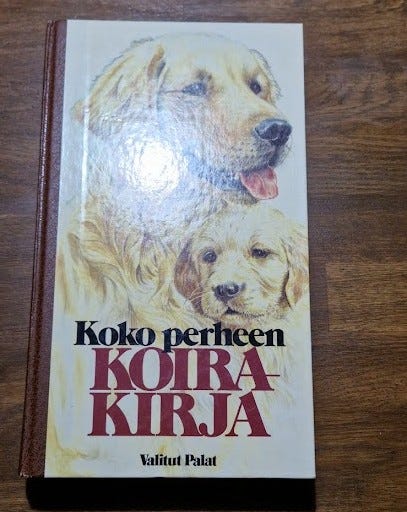 Koko perheen
KOIRA-
KIRJA
Valitut Palat